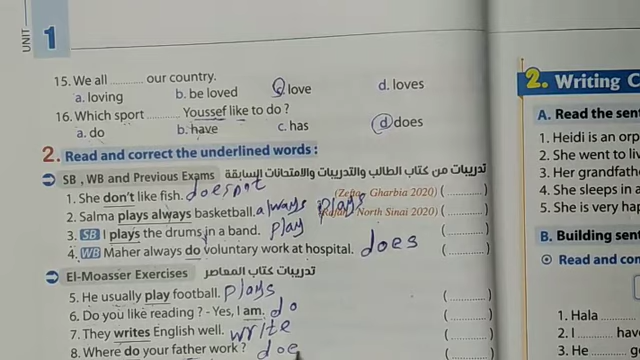 UNIT 1
15. We all .......... our country.
a. loving b. be loved c. love d. loves
16. Which sport .......... Youssef like to do ?
a. do b. have c. has d. does
2. Read and correct the underlined words :
SB , WB and Previous Exams تدريبات من كتاب الطالب والتدريبات والامتحانات السابقة
1. She don't like fish. does not (Zefta - Gharbia 2020) (..........)
2. Salma plays always basketball. always plays North Sinai 2020) (..........)
3. SB I plays the drums in a band. play (..........)
4. WB Maher always do voluntary work at hospital. does (..........)
El-Moasser Exercises تدريبات كتاب المعاصر
5. He usually play football. plays (..........)
6. Do you like reading ? - Yes, I am. do (..........)
7. They writes English well. write (..........)
8. Where do your father work ? doe (..........)
2. Writing
A. Read the sen
1. Heidi is an orp
2. She went to liv
3. Her grandfathe
4. She sleeps in a
5. She is very hap
B. Building sent
Read and co
1. Hala ..........
2. I .......... hav
3. He .......... g